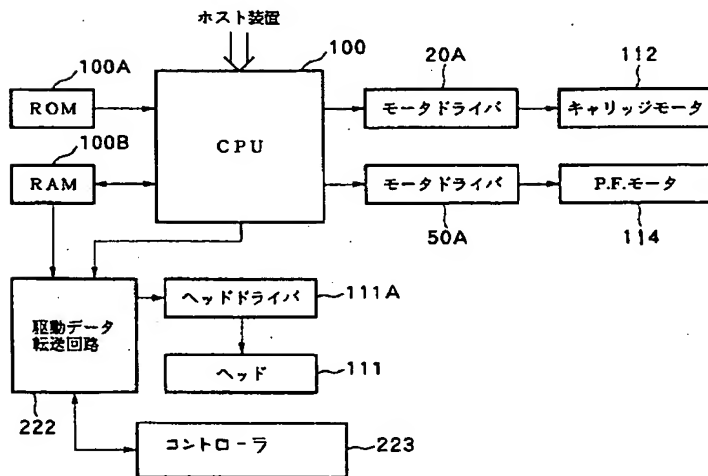 ホスト装置
100A
100
20A
112
ROM
CPU
モータドライバ
キャリッジモータ
100B
RAM
モータドライバ
P.F.モータ
50A
114
駆動データ
転送回路
ヘッドドライバ
111A
ヘッド
111
222
コントローラ
223